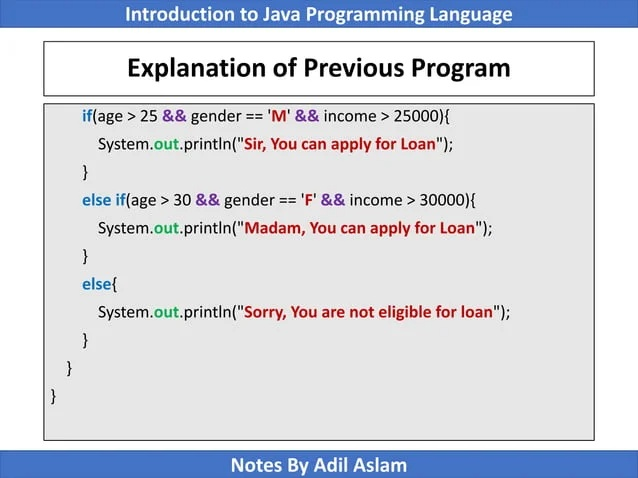 Introduction to Java Programming Language
Explanation of Previous Program
if(age > 25 && gender == 'M' && income > 25000){
System.out.println("Sir, You can apply for Loan");
}
else if(age > 30 && gender == 'F' && income > 30000){
System.out.println("Madam, You can apply for Loan");
}
else{
System.out.println("Sorry, You are not eligible for loan");
}
}
}
Notes By Adil Aslam